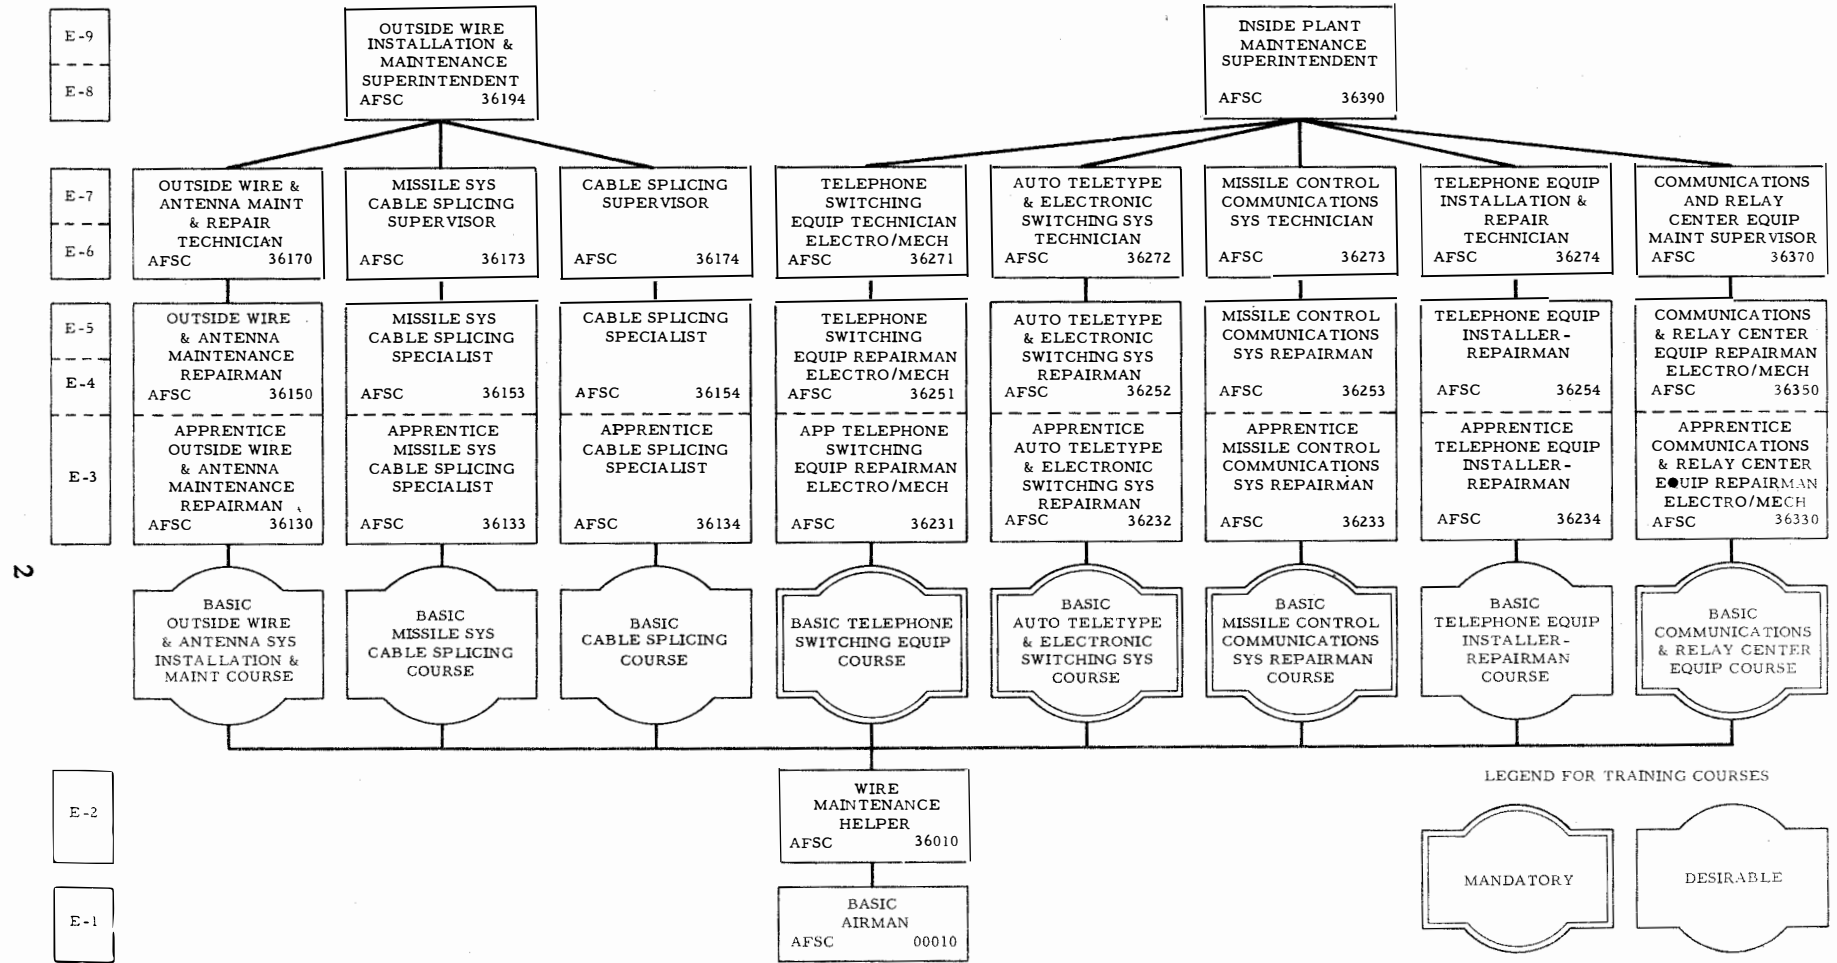 E-9
E-8
OUTSIDE WIRE
INSTALLATION &
MAINTENANCE
SUPERINTENDENT
AFSC 36194
INSIDE PLANT
MAINTENANCE
SUPERINTENDENT
AFSC 36390
E-7
E-6
OUTSIDE WIRE &
ANTENNA MAINT
& REPAIR
TECHNICIAN
AFSC 36170
MISSILE SYS
CABLE SPLICING
SUPERVISOR
AFSC 36173
CABLE SPLICING
SUPERVISOR
AFSC 36174
TELEPHONE
SWITCHING
EQUIP TECHNICIAN
ELECTRO/MECH
AFSC 36271
AUTO TELETYPE
& ELECTRONIC
SWITCHING SYS
TECHNICIAN
AFSC 36272
MISSILE CONTROL
COMMUNICATIONS
SYS TECHNICIAN
AFSC 36273
TELEPHONE EQUIP
INSTALLATION &
REPAIR
TECHNICIAN
AFSC 36274
COMMUNICATIONS
AND RELAY
CENTER EQUIP
MAINT SUPERVISOR
AFSC 36370
E-5
E-4
OUTSIDE WIRE
& ANTENNA
MAINTENANCE
REPAIRMAN
AFSC 36150
MISSILE SYS
CABLE SPLICING
SPECIALIST
AFSC 36153
CABLE SPLICING
SPECIALIST
AFSC 36154
TELEPHONE
SWITCHING
EQUIP REPAIRMAN
ELECTRO/MECH
AFSC 36251
AUTO TELETYPE
& ELECTRONIC
SWITCHING SYS
REPAIRMAN
AFSC 36252
MISSILE CONTROL
COMMUNICATIONS
SYS REPAIRMAN
AFSC 36253
TELEPHONE EQUIP
INSTALLER-
REPAIRMAN
AFSC 36254
COMMUNICATIONS
& RELAY CENTER
EQUIP REPAIRMAN
ELECTRO/MECH
AFSC 36350
E-3
APPRENTICE
OUTSIDE WIRE
& ANTENNA
MAINTENANCE
REPAIRMAN
AFSC 36130
APPRENTICE
MISSILE SYS
CABLE SPLICING
SPECIALIST
AFSC 36133
APPRENTICE
CABLE SPLICING
SPECIALIST
AFSC 36134
APP TELEPHONE
SWITCHING
EQUIP REPAIRMAN
ELECTRO/MECH
AFSC 36231
APPRENTICE
AUTO TELETYPE
& ELECTRONIC
SWITCHING SYS
REPAIRMAN
AFSC 36232
APPRENTICE
MISSILE CONTROL
COMMUNICATIONS
SYS REPAIRMAN
AFSC 36233
APPRENTICE
TELEPHONE EQUIP
INSTALLER-
REPAIRMAN
AFSC 36234
APPRENTICE
COMMUNICATIONS
& RELAY CENTER
EQUIP REPAIRMAN
ELECTRO/MECH
AFSC 36330
2
BASIC
OUTSIDE WIRE
& ANTENNA SYS
INSTALLATION &
MAINT COURSE
BASIC
MISSILE SYS
CABLE SPLICING
COURSE
BASIC
CABLE SPLICING
COURSE
BASIC TELEPHONE
SWITCHING EQUIP
COURSE
BASIC
AUTO TELETYPE
& ELECTRONIC
SWITCHING SYS
COURSE
BASIC
MISSILE CONTROL
COMMUNICATIONS
SYS REPAIRMAN
COURSE
BASIC
TELEPHONE EQUIP
INSTALLER-
REPAIRMAN
COURSE
BASIC
COMMUNICATIONS
& RELAY CENTER
EQUIP COURSE
E-2
WIRE
MAINTENANCE
HELPER
AFSC 36010
E-1
BASIC
AIRMAN
AFSC 00010
LEGEND FOR TRAINING COURSES
MANDATORY
DESIRABLE